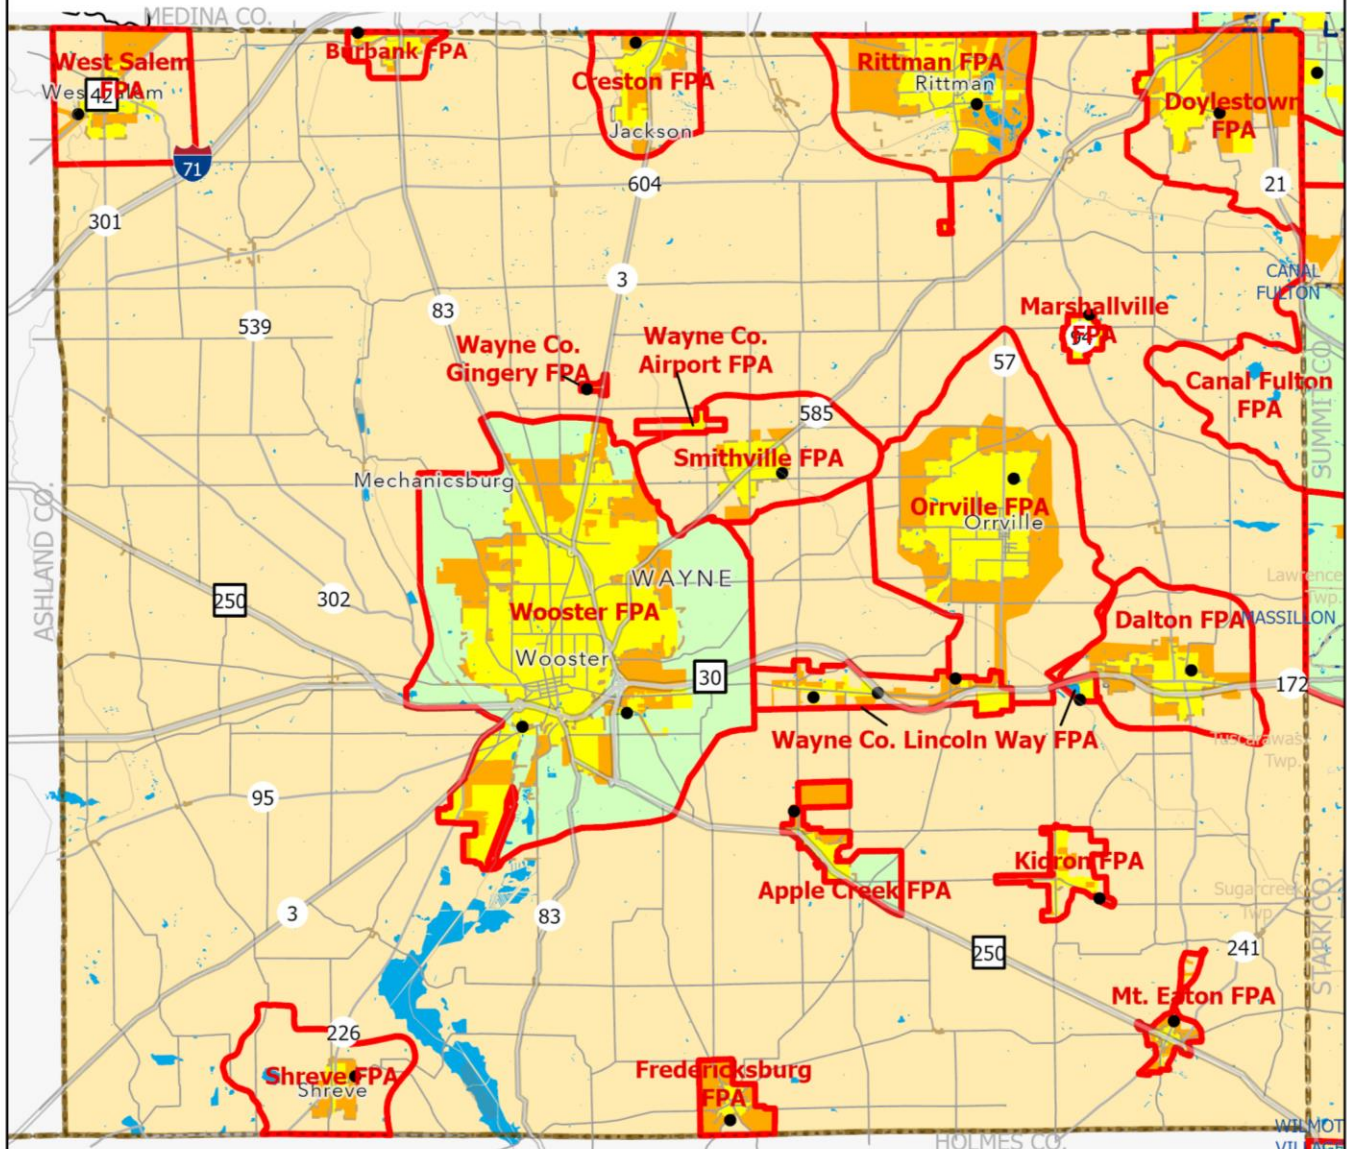 MEDINA CO.
West Salem
FPA
42
Burbank FPA
Creston FPA
Jackson
Rittman FPA
Rittman
Doylestown
FPA
71
604
21
301
3
CANAL
FULTON
83
539
Marshallville
FPA
Wayne Co.
Gingery FPA
Wayne Co.
Airport FPA
57
Canal Fulton
FPA
SUMMIT CO.
585
Smithville FPA
Mechanicsburg
Orrville FPA
Orrville
ASHLAND CO.
WAYNE
Lawrence
Twp.
250
302
Wooster FPA
Dalton FPA
MASSILLON
Wooster
30
172
Wayne Co. Lincoln Way FPA
Tuscarawas
Twp.
95
Kidron FPA
Apple Creek FPA
Sugarcreek
Twp
3
83
250
241
STARK CO.
Mt. Eaton FPA
226
Shreve FPA
Shreve
Fredericksburg
FPA
WILMOT
VILLAGE
HOLMES CO.